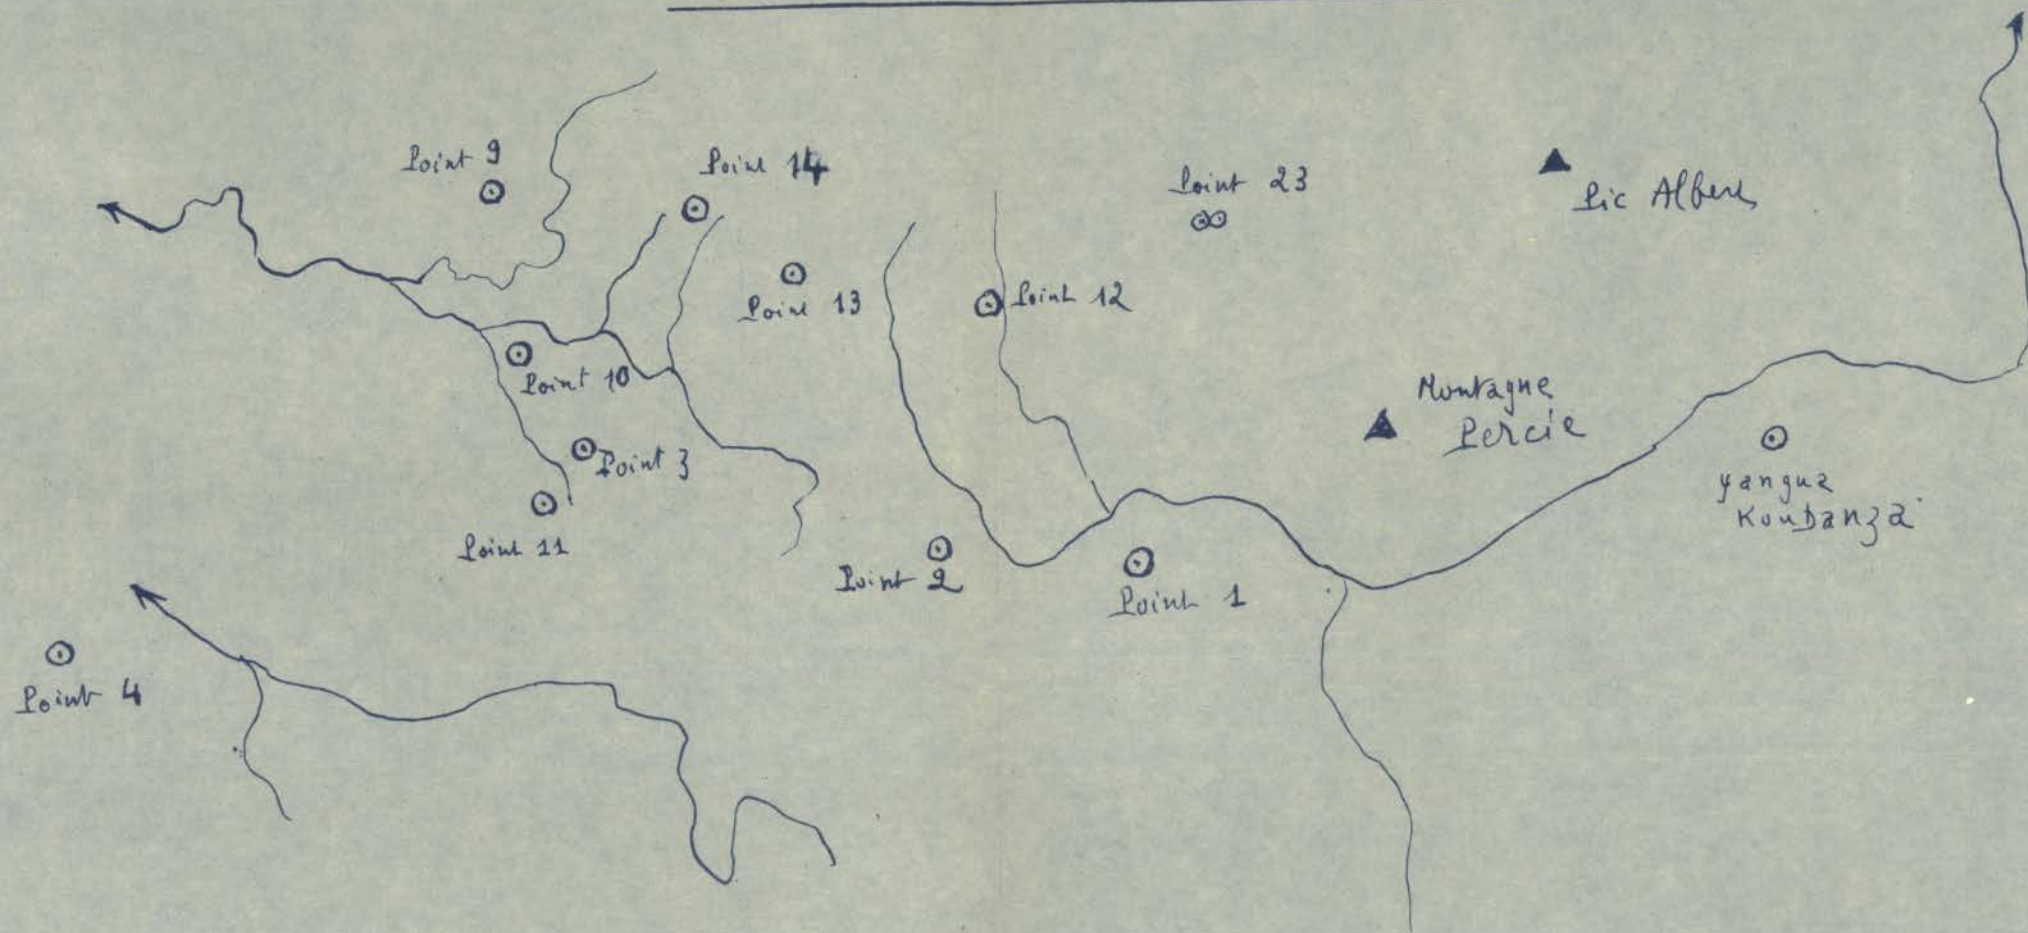 Point 9
Point 14
Point 23
Pic Albert
Point 13
Point 12
Point 10
Montagne
Percée
Point 3
yangua
Koubanza
Point 11
Point 2
Point 1
Point 4